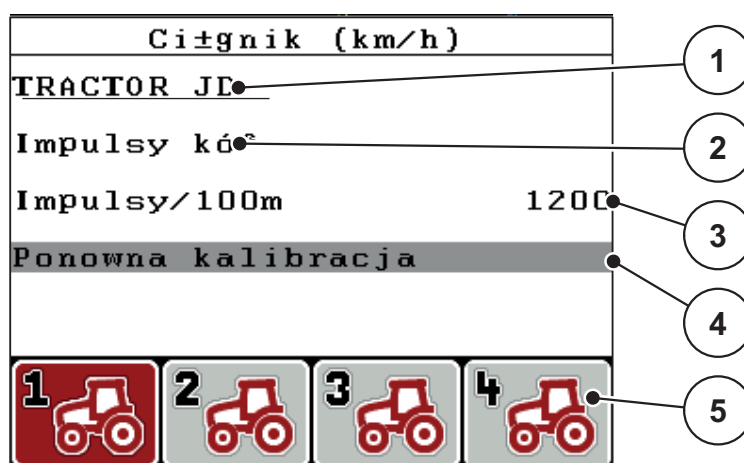 Ci±gnik (km/h)
1
TRACTOR JD
Impulsy kó
2
Impulsy/100m 1200
3
Ponowna kalibracja
4
1 2 3 4
5